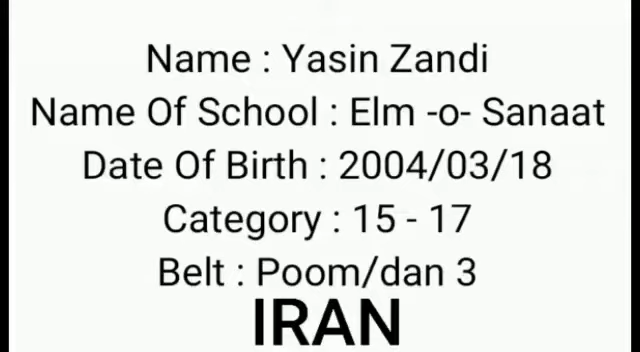 Name : Yasin Zandi
Name Of School : Elm -o- Sanaat
Date Of Birth : 2004/03/18
Category : 15 - 17
Belt : Poom/dan 3
IRAN